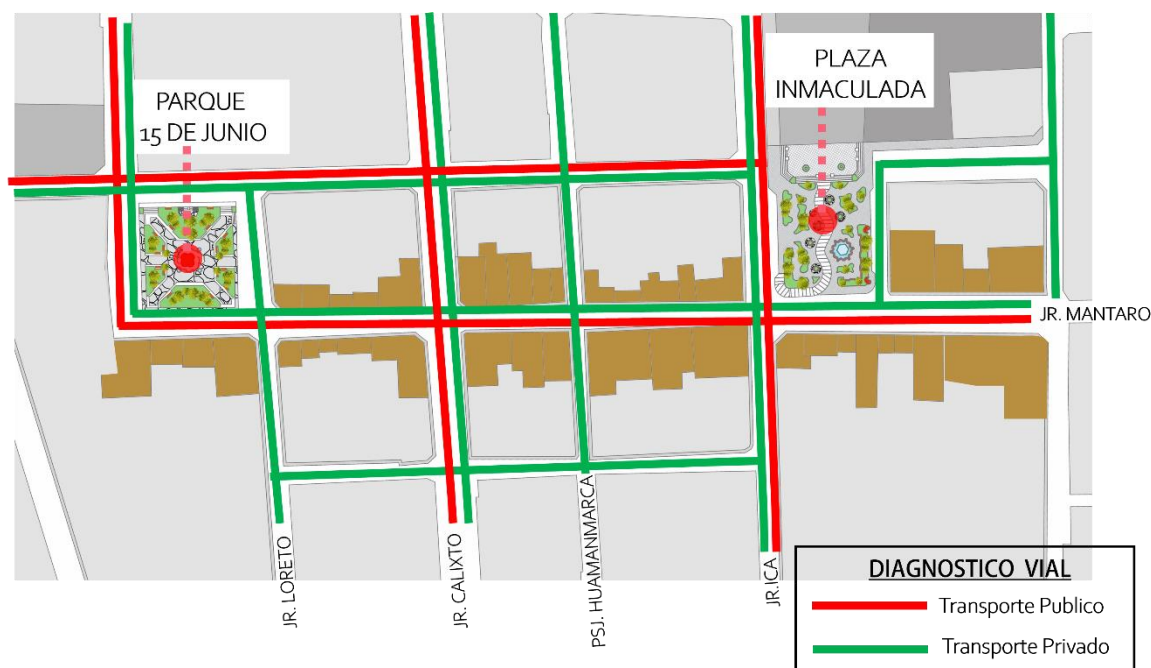 PLAZA
INMACULADA
PARQUE
15 DE JUNIO
JR. MANTARO
JR. LORETO
JR. CALIXTO
PSJ. HUAMANMARCA
JR.ICA
DIAGNOSTICO VIAL
Transporte Publico
Transporte Privado